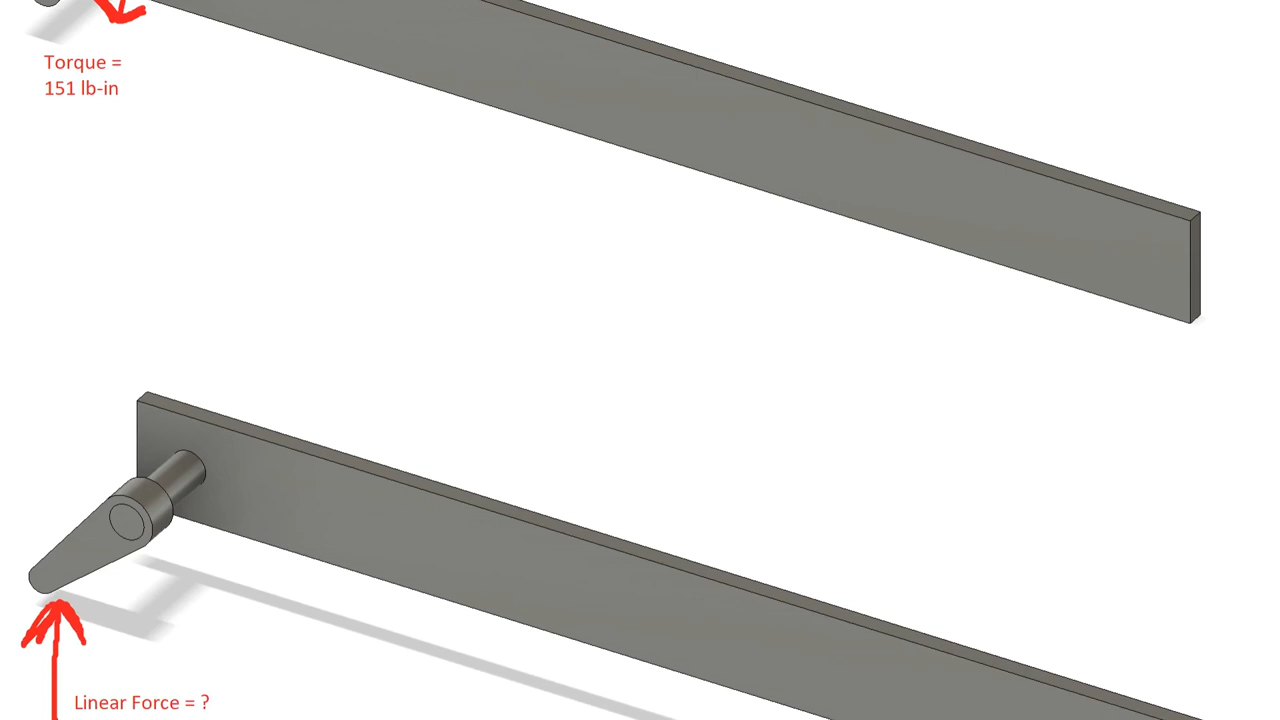 Torque =
151 lb-in
Linear Force = ?